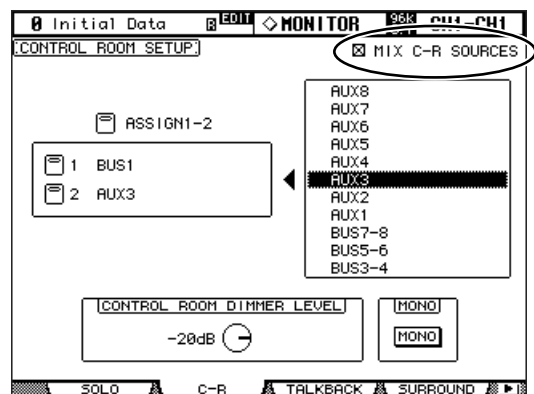 0 Initial Data R EDIT ◇MONITOR 96K CH1-CH1
CONTROL ROOM SETUP
☒ MIX C-R SOURCES
ASSIGN1-2
1 BUS1
2 AUX3
AUX8
AUX7
AUX6
AUX5
AUX4
AUX3
AUX2
AUX1
BUS7-8
BUS5-6
BUS3-4
CONTROL ROOM DIMMER LEVEL
-20dB
MONO
MONO
SOLO C-R TALKBACK SURROUND